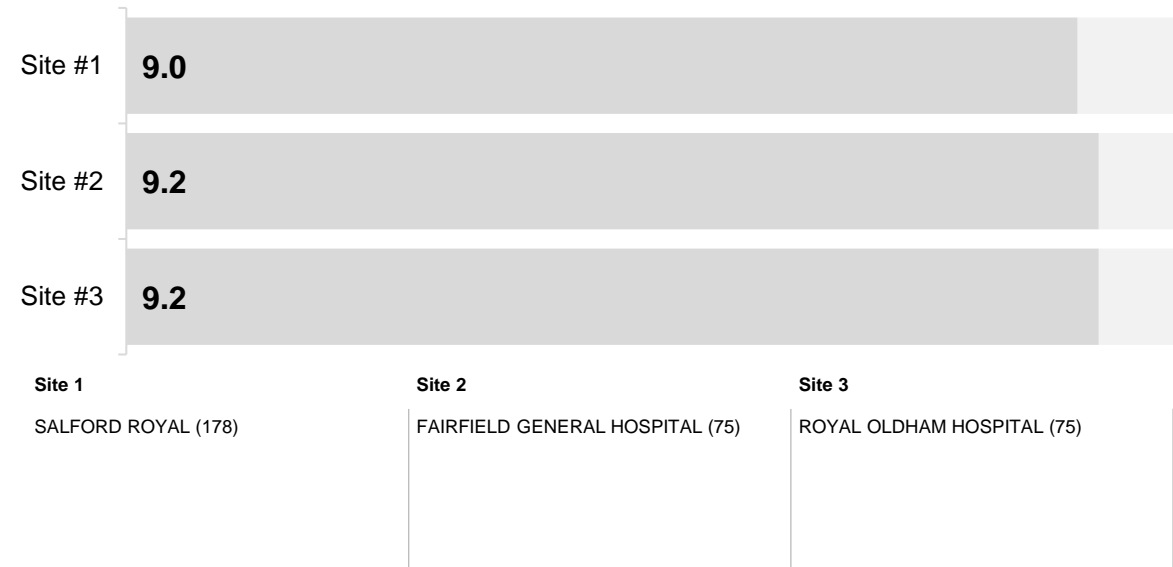 Site #1 9.0
Site #2 9.2
Site #3 9.2
Site 1 Site 2 Site 3
SALFORD ROYAL (178) FAIRFIELD GENERAL HOSPITAL (75) ROYAL OLDHAM HOSPITAL (75)